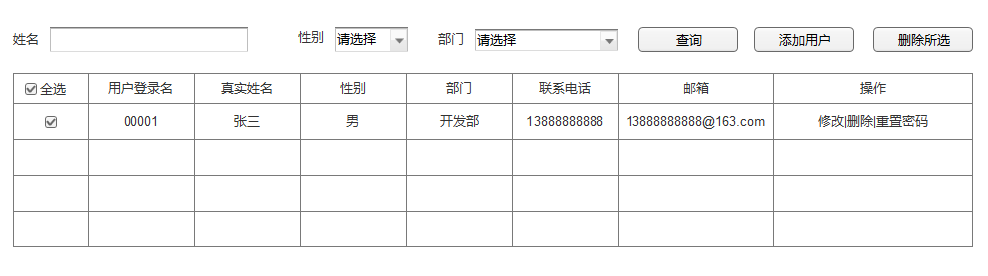 姓名 性别 请选择 部门 请选择 查询 添加用户 删除所选
全选 用户登录名 真实姓名 性别 部门 联系电话 邮箱 操作
00001 张三 男 开发部 13888888888 13888888888@163.com 修改|删除|重置密码